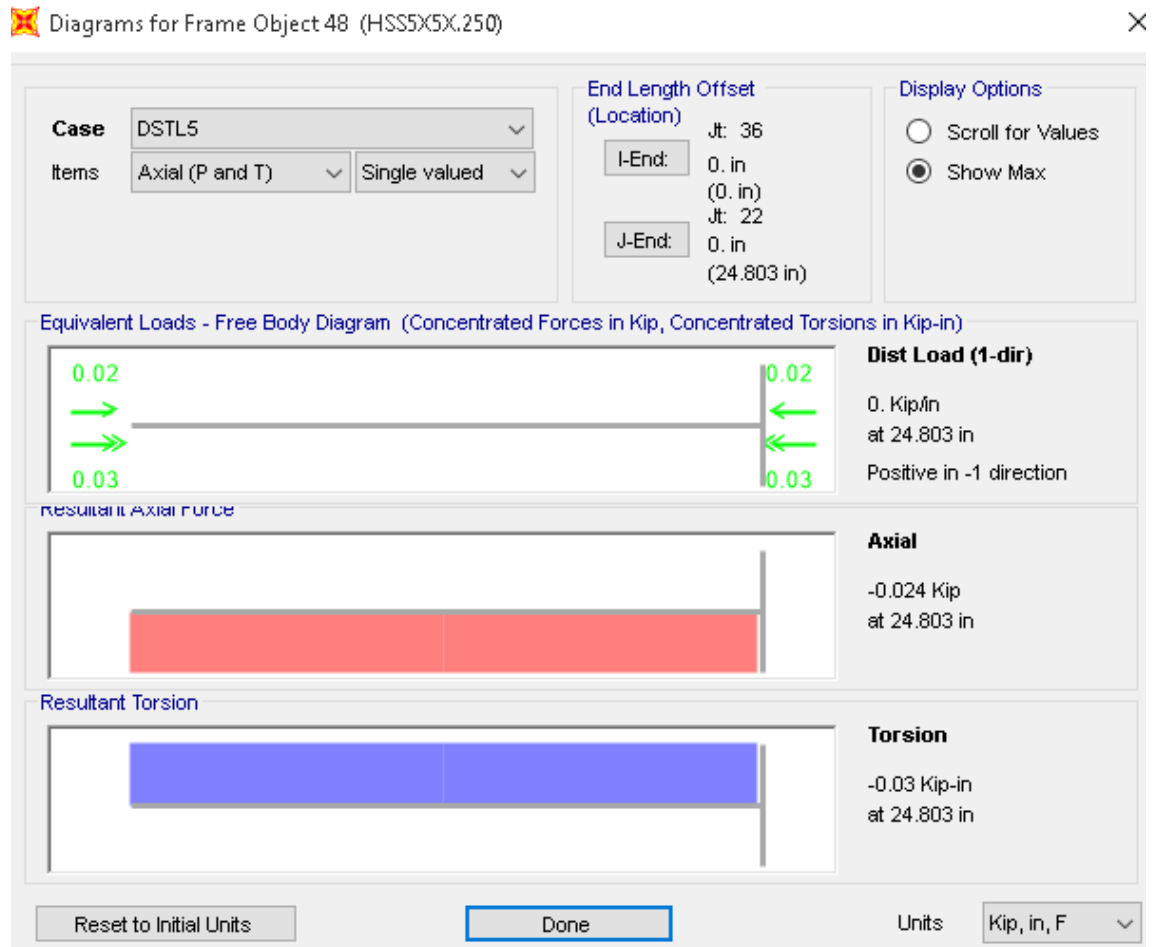 Diagrams for Frame Object 48 (HSS5X5X.250)
Case
DSTL5
Items
Axial (P and T)
Single valued
End Length Offset
(Location)
Jt: 36
I-End:
0. in
(0. in)
Jt: 22
J-End:
0. in
(24.803 in)
Display Options
Scroll for Values
Show Max
Equivalent Loads - Free Body Diagram (Concentrated Forces in Kip, Concentrated Torsions in Kip-in)
0.02
0.02
0.03
0.03
Dist Load (1-dir)
0. Kip/in
at 24.803 in
Positive in -1 direction
Resultant Axial Force
Axial
-0.024 Kip
at 24.803 in
Resultant Torsion
Torsion
-0.03 Kip-in
at 24.803 in
Reset to Initial Units
Done
Units
Kip, in, F